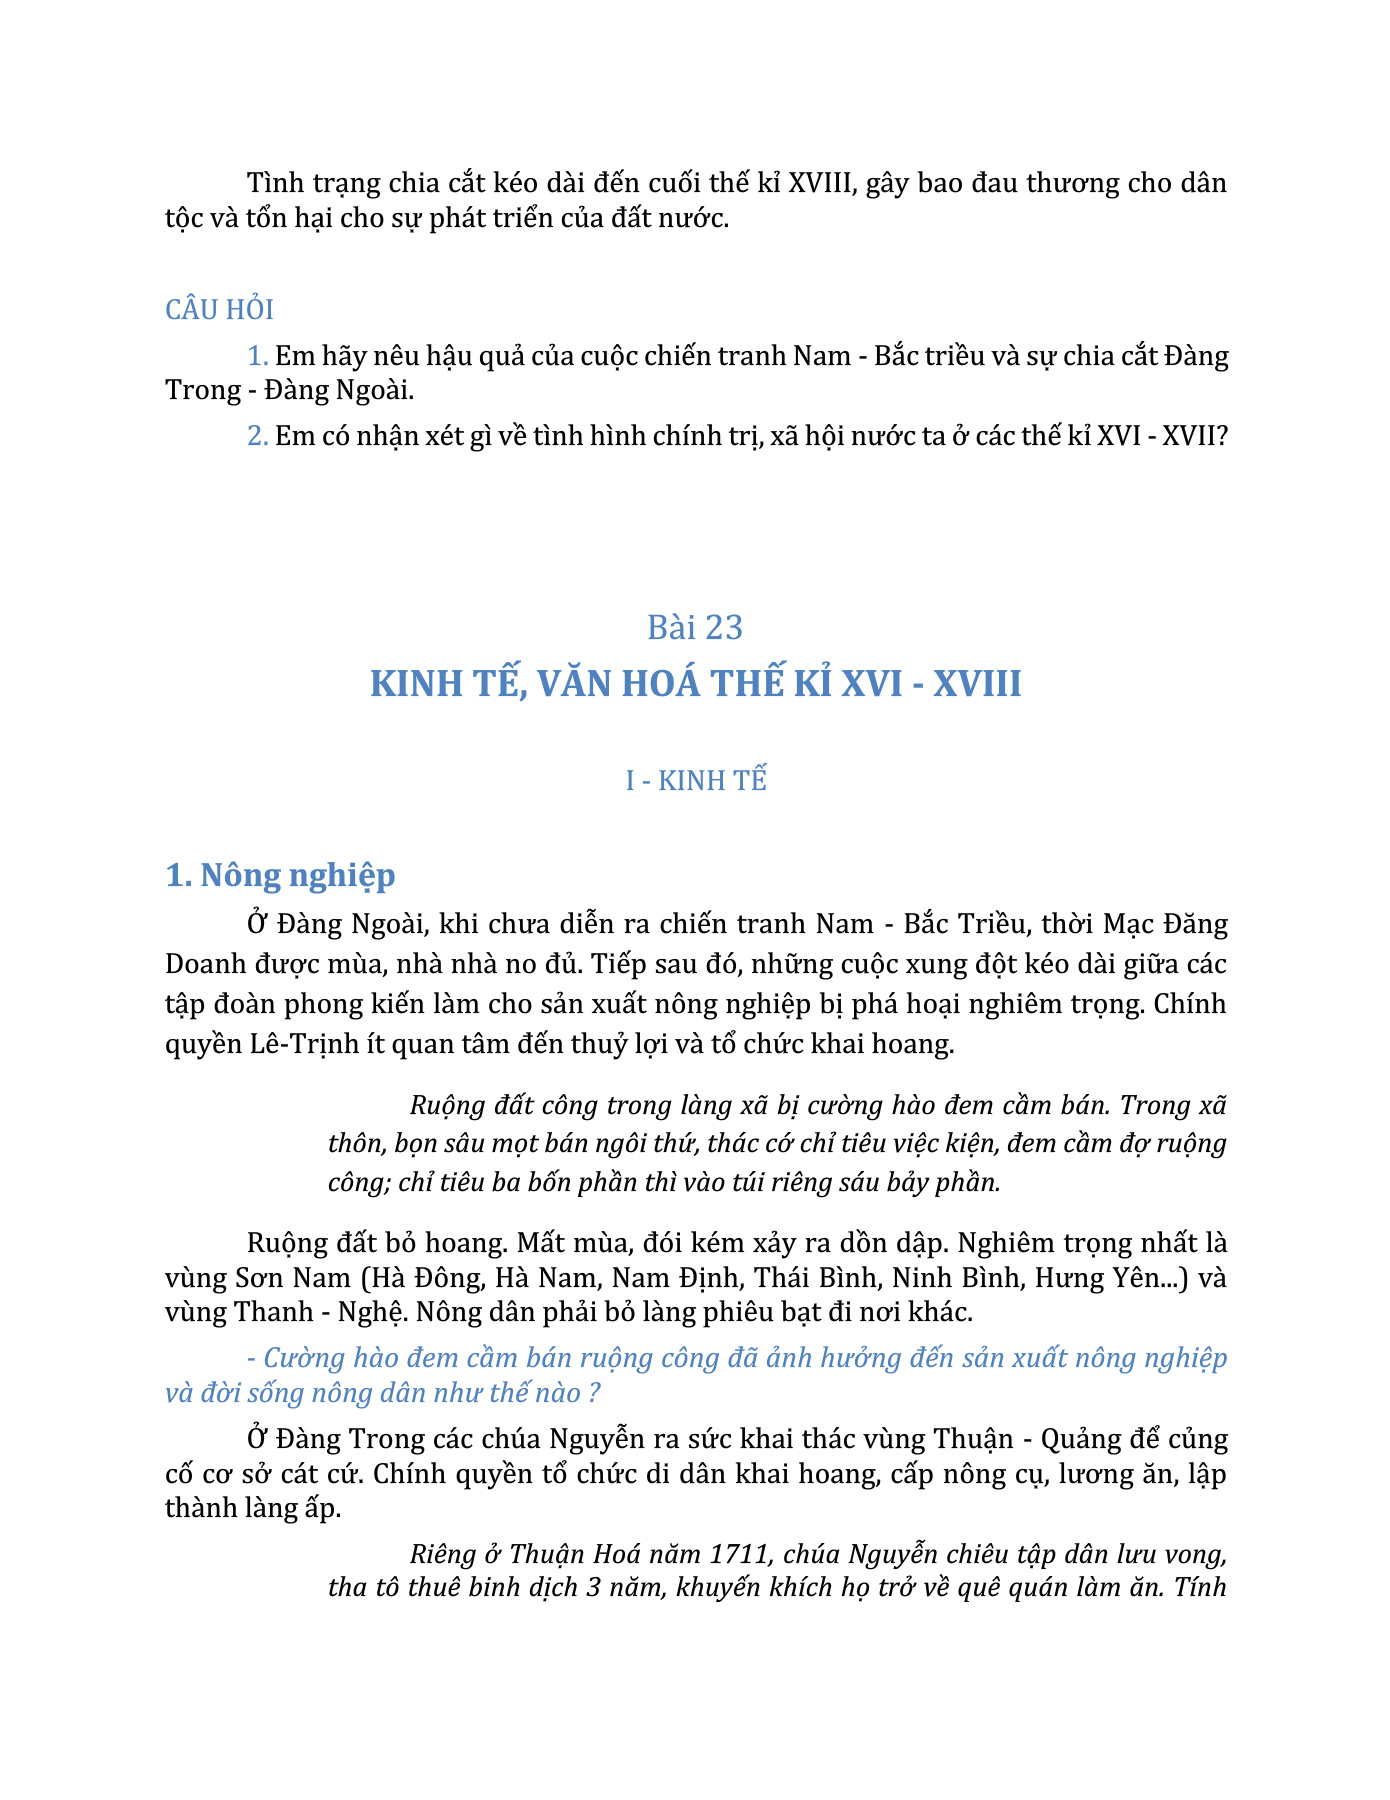 Tình trạng chia cắt kéo dài đến cuối thế kỉ XVIII, gây bao đau thương cho dân
tộc và tổn hại cho sự phát triển của đất nước.
CÂU HỎI
1. Em hãy nêu hậu quả của cuộc chiến tranh Nam - Bắc triều và sự chia cắt Đàng
Trong - Đàng Ngoài.
2. Em có nhận xét gì về tình hình chính trị, xã hội nước ta ở các thế kỉ XVI - XVII?
Bài 23
KINH TẾ, VĂN HOÁ THẾ KỈ XVI - XVIII
I - KINH TẾ
1. Nông nghiệp
Ở Đàng Ngoài, khi chưa diễn ra chiến tranh Nam - Bắc Triều, thời Mạc Đăng
Doanh được mùa, nhà nhà no đủ. Tiếp sau đó, những cuộc xung đột kéo dài giữa các
tập đoàn phong kiến làm cho sản xuất nông nghiệp bị phá hoại nghiêm trọng. Chính
quyền Lê-Trịnh ít quan tâm đến thuỷ lợi và tổ chức khai hoang.
Ruộng đất công trong làng xã bị cường hào đem cầm bán. Trong xã
thôn, bọn sâu mọt bán ngôi thứ, thác cớ chỉ tiêu việc kiện, đem cầm đợ ruộng
công; chỉ tiêu ba bốn phần thì vào túi riêng sáu bảy phần.
Ruộng đất bỏ hoang. Mất mùa, đói kém xảy ra dồn dập. Nghiêm trọng nhất là
vùng Sơn Nam (Hà Đông, Hà Nam, Nam Định, Thái Bình, Ninh Bình, Hưng Yên...) và
vùng Thanh - Nghệ. Nông dân phải bỏ làng phiêu bạt đi nơi khác.
- Cường hào đem cầm bán ruộng công đã ảnh hưởng đến sản xuất nông nghiệp
và đời sống nông dân như thế nào ?
Ở Đàng Trong các chúa Nguyễn ra sức khai thác vùng Thuận - Quảng để củng
cố cơ sở cát cứ. Chính quyền tổ chức di dân khai hoang, cấp nông cụ, lương ăn, lập
thành làng ấp.
Riêng ở Thuận Hoá năm 1711, chúa Nguyễn chiêu tập dân lưu vong,
tha tô thuê binh dịch 3 năm, khuyến khích họ trở về quê quán làm ăn. Tính